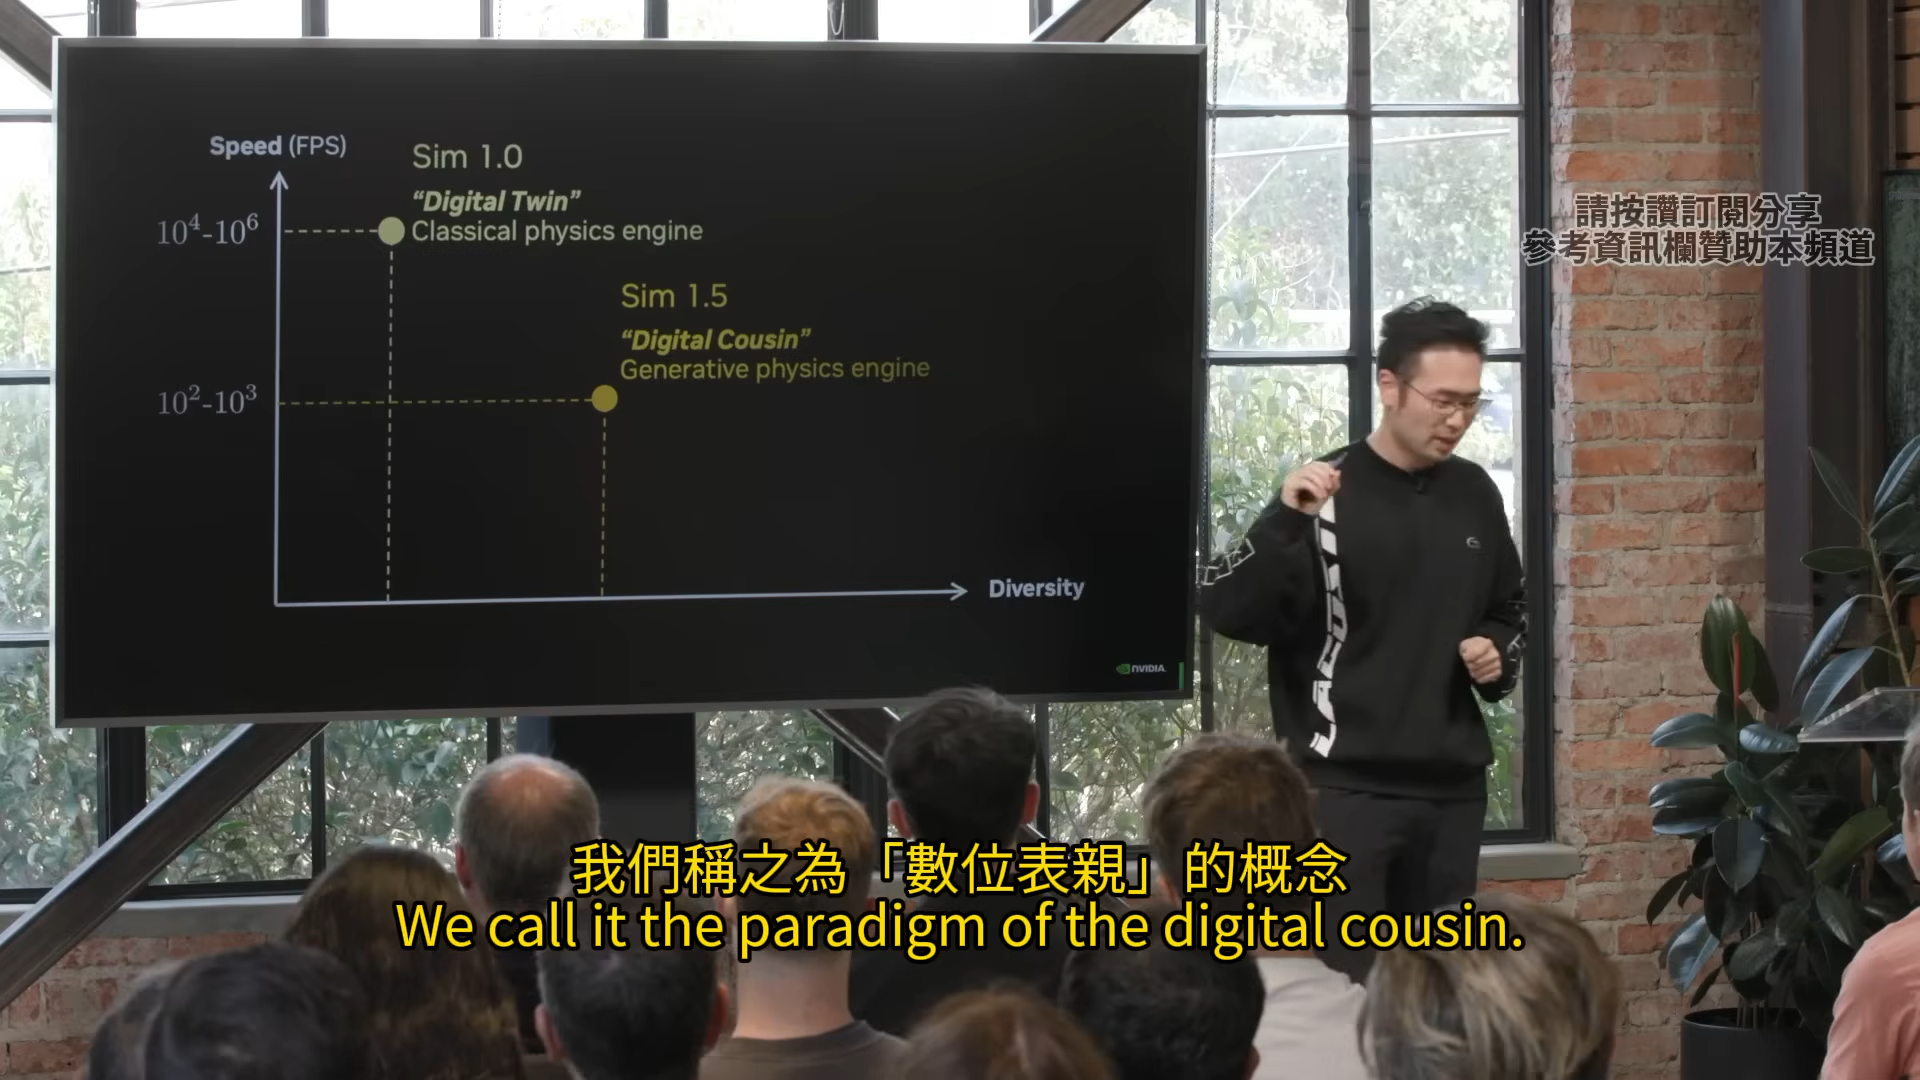 Speed (FPS)
10⁴-10⁶
Sim 1.0
“Digital Twin”
Classical physics engine
Sim 1.5
“Digital Cousin”
Generative physics engine
10²-10³
Diversity
NVIDIA
請按讚訂閱分享
參考資訊欄贊助本頻道
LACOSTE
我們稱之為「數位表親」的概念
We call it the paradigm of the digital cousin.